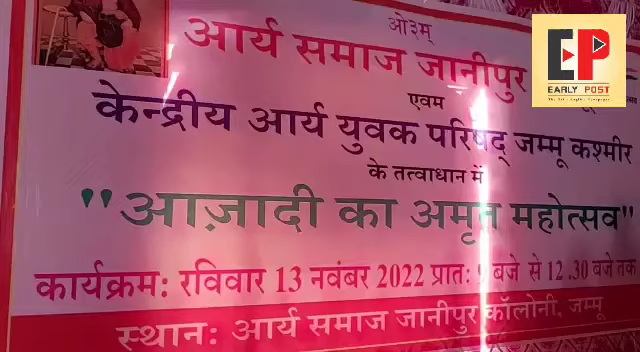 ओ३म्
आर्य समाज जानीपुर
एवम
केन्द्रीय आर्य युवक परिषद् जम्मू कश्मीर
के तत्वाधान में
"आज़ादी का अमृत महोत्सव"
कार्यक्रम: रविवार 13 नवंबर 2022 प्रातः 9 बजे से 12.30 बजे तक
स्थानः आर्य समाज जानीपुर कॉलोनी, जम्मू
EP
EARLY POST